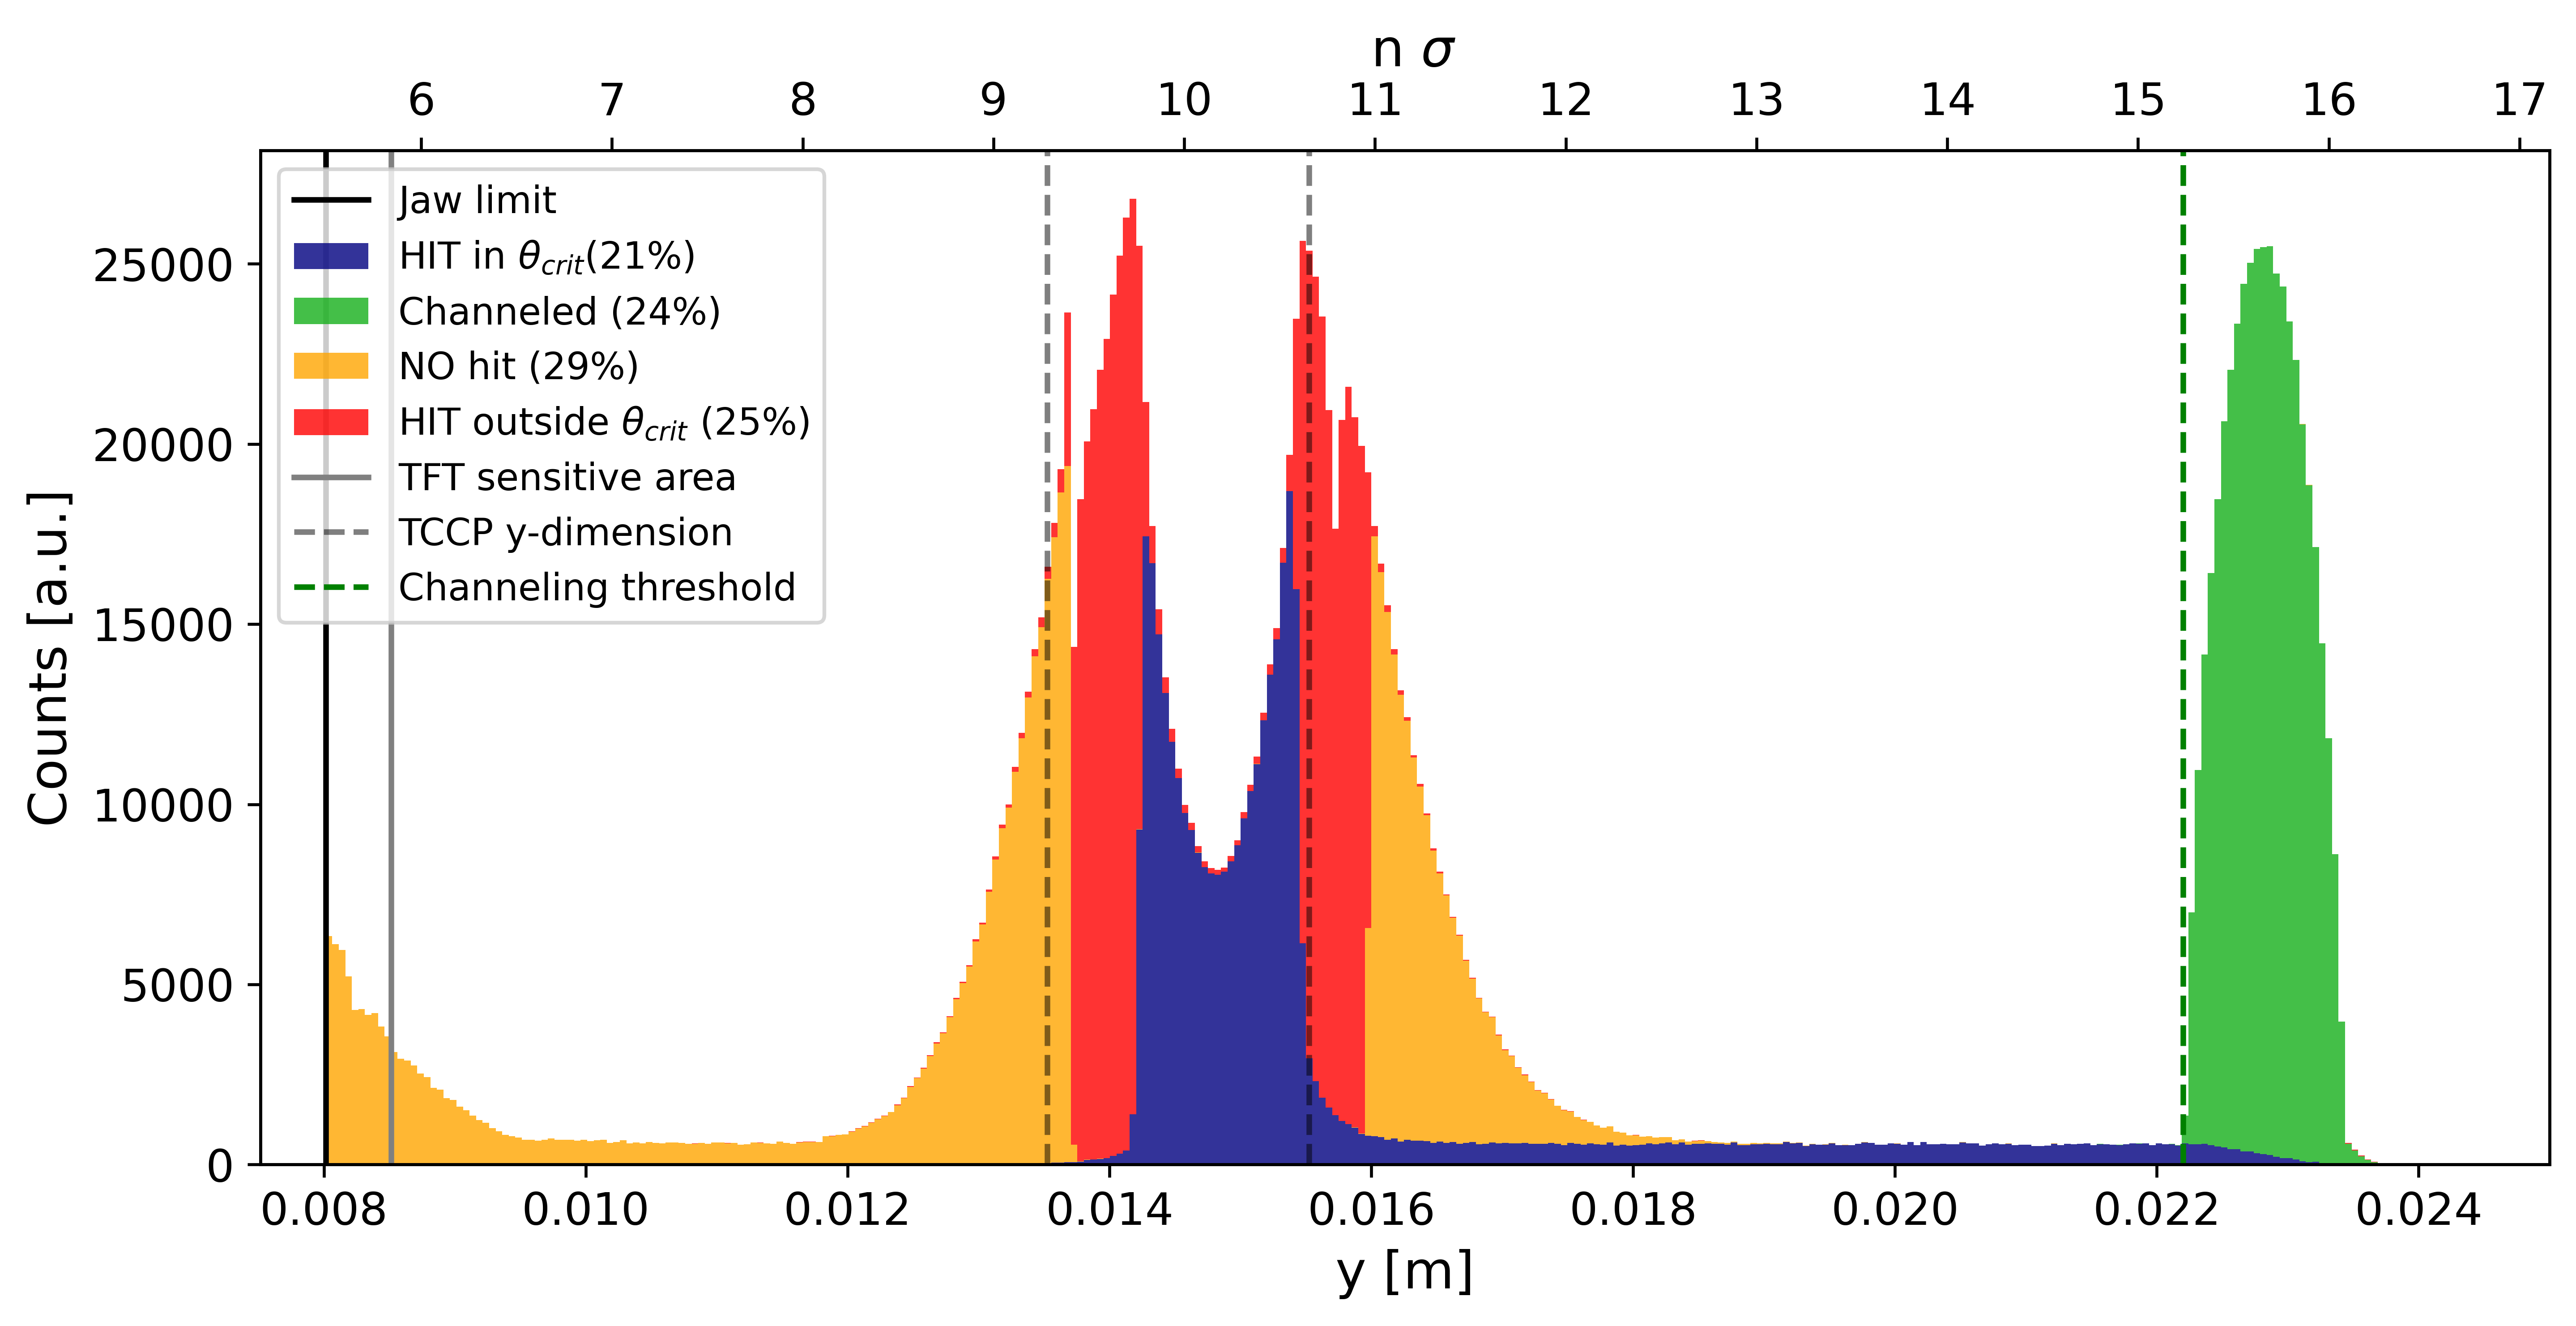 n σ
6 7 8 9 10 11 12 13 14 15 16 17
Jaw limit
HIT in θcrit(21%)
Channeled (24%)
NO hit (29%)
HIT outside θcrit (25%)
TFT sensitive area
TCCP y-dimension
Channeling threshold
Counts [a.u.]
25000
20000
15000
10000
5000
0
0.008 0.010 0.012 0.014 0.016 0.018 0.020 0.022 0.024
y [m]